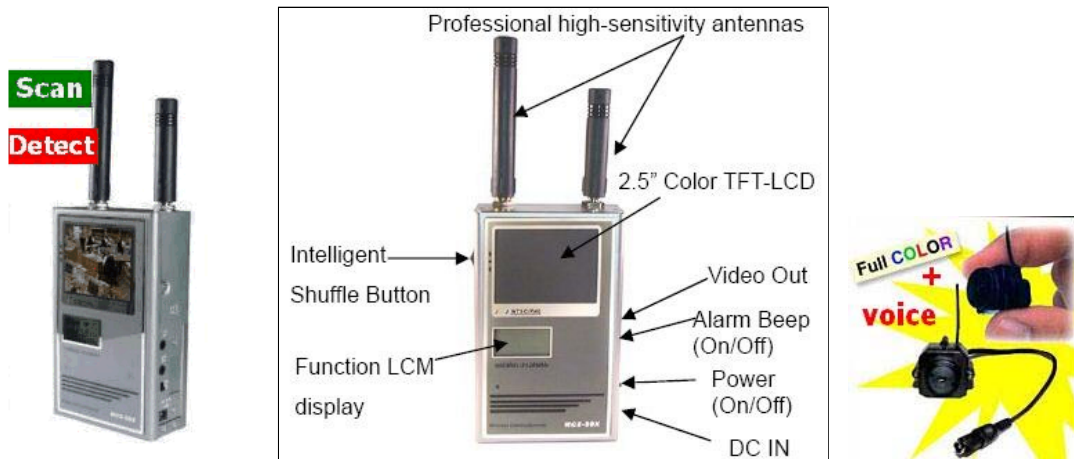 Scan
Detect
Professional high-sensitivity antennas
2.5” Color TFT-LCD
Intelligent
Shuffle Button
Video Out
Alarm Beep
(On/Off)
Function LCM
display
Power
(On/Off)
DC IN
Full COLOR
+
voice